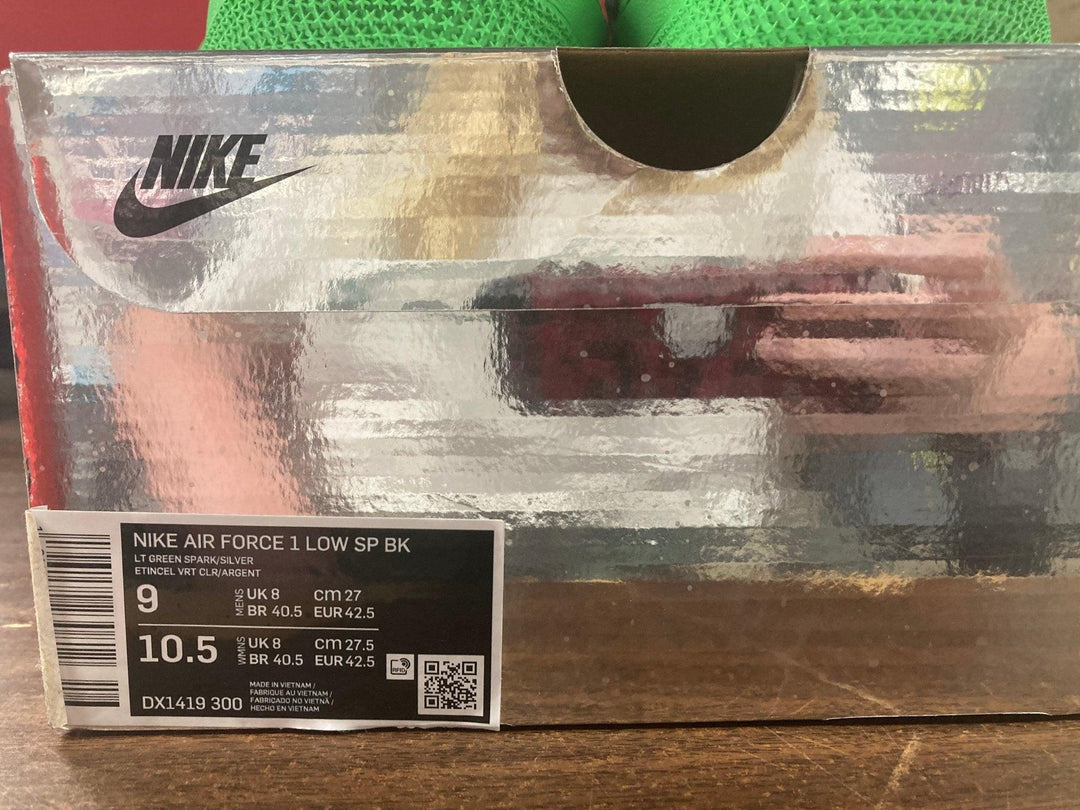 NIKE
NIKE AIR FORCE 1 LOW SP BK
LT GREEN SPARK/SILVER
ETINCEL VRT CLR/ARGENT
9 MENS UK 8 cm 27
BR 40.5 EUR 42.5
10.5 WMNS UK 8 cm 27.5
BR 40.5 EUR 42.5
RFID
DX1419 300
MADE IN VIETNAM /
FABRIQUE AU VIETNAM /
FABRICADO NO VIETNÃ /
HECHO EN VIETNAM